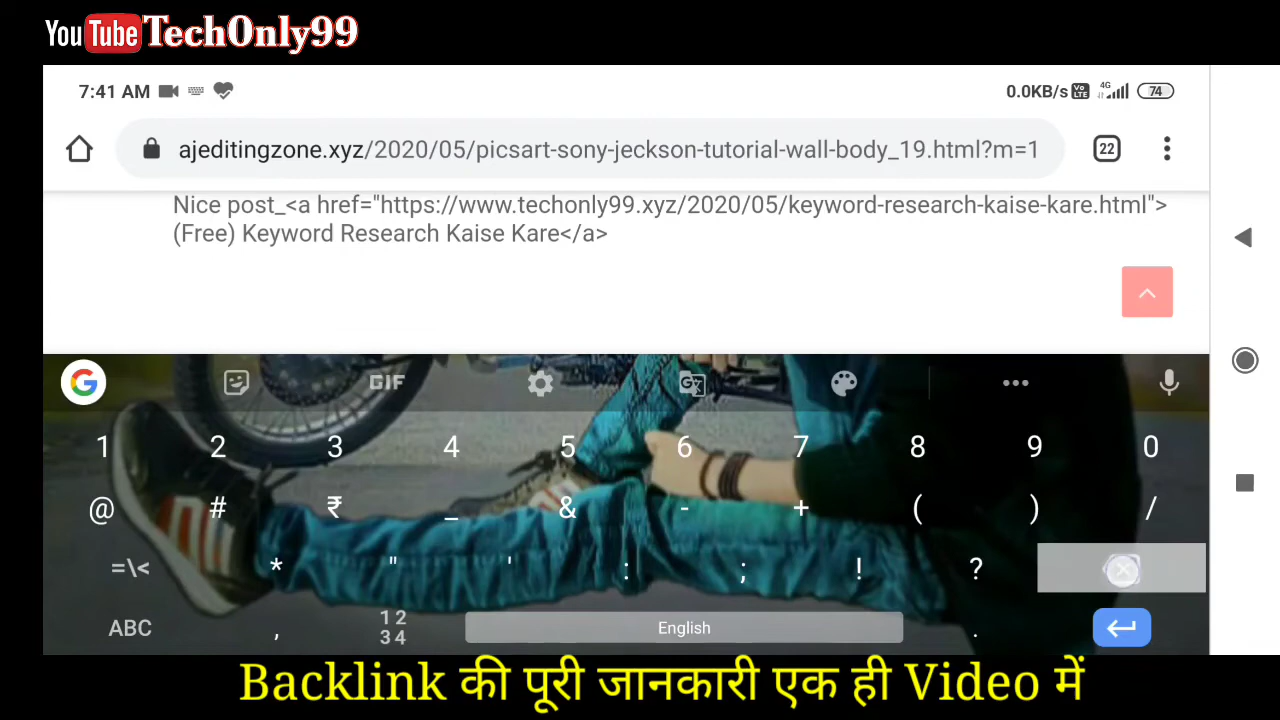 YouTube TechOnly99
7:41 AM 0.0KB/s Vo LTE 4G 74
ajeditingzone.xyz/2020/05/picsart-sony-jeckson-tutorial-wall-body_19.html?m=1 22
Nice post_<a href="https://www.techonly99.xyz/2020/05/keyword-research-kaise-kare.html">
(Free) Keyword Research Kaise Kare</a>
G GIF G
1 2 3 4 5 6 7 8 9 0
@ # ₹ _ & - + ( ) /
=\< * " ' : ; ! ?
ABC , 12 34 English .
Backlink की पूरी जानकारी एक ही Video में